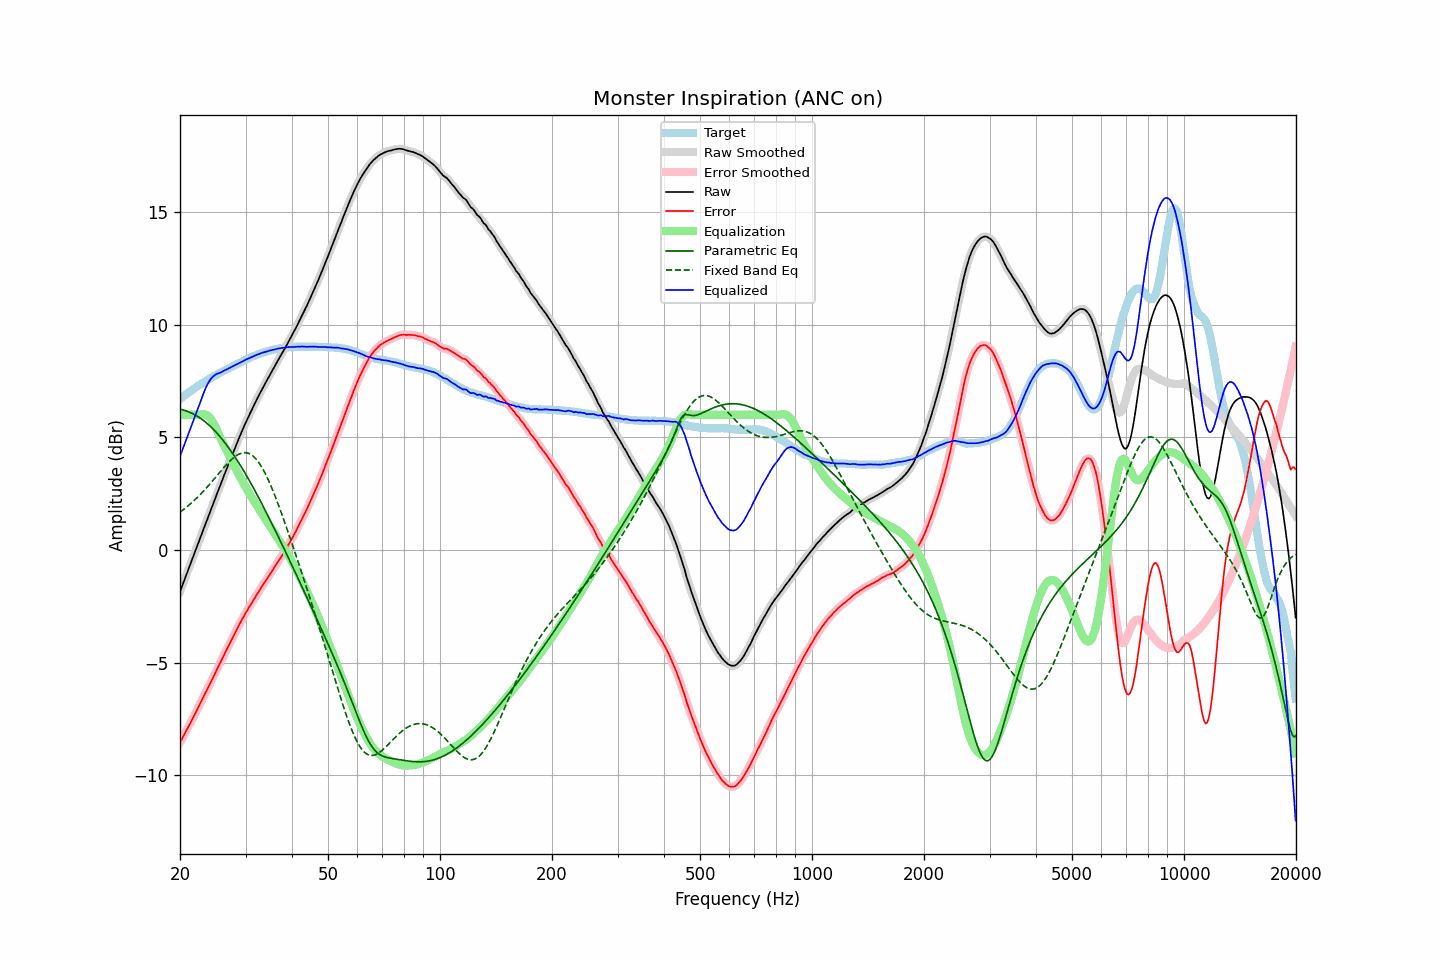 Monster Inspiration (ANC on)
Target
Raw Smoothed
Error Smoothed
Raw
Error
Equalization
Parametric Eq
Fixed Band Eq
Equalized
Amplitude (dBr)
15
10
5
0
−5
−10
20 50 100 200 500 1000 2000 5000 10000 20000
Frequency (Hz)